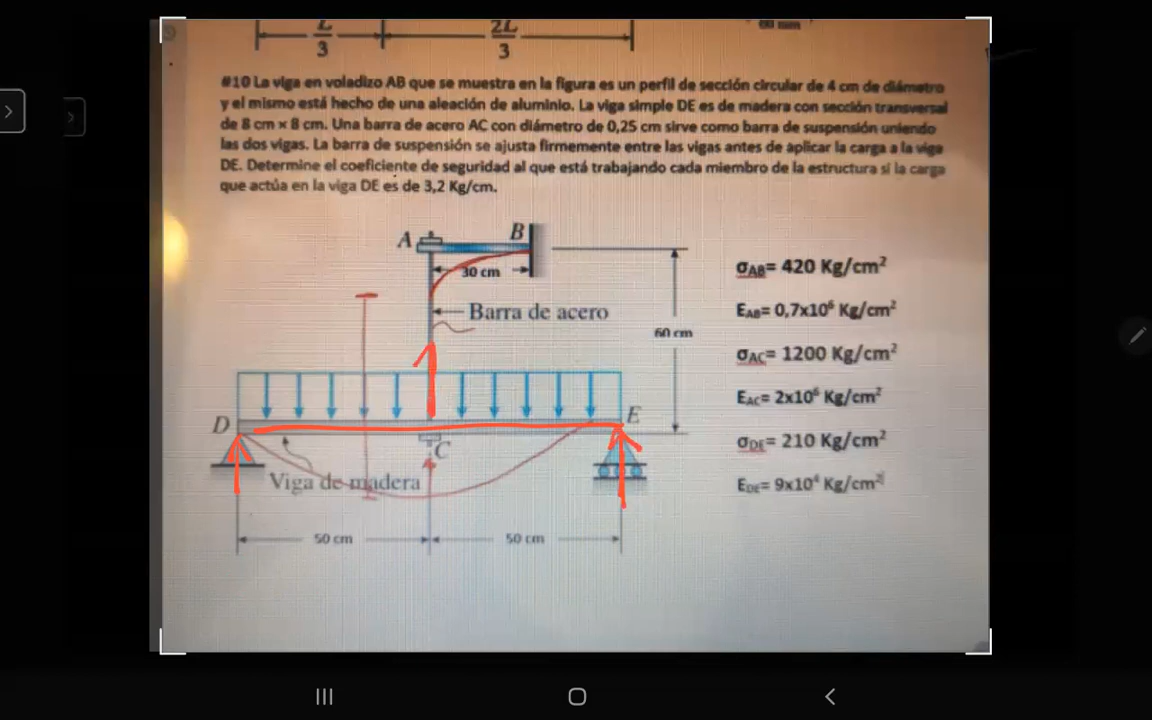 L
3
2L
3
60 mm
#10 La viga en voladizo AB que se muestra en la figura es un perfil de sección circular de 4 cm de diámetro
y el mismo está hecho de una aleación de aluminio. La viga simple DE es de madera con sección transversal
de 8 cm × 8 cm. Una barra de acero AC con diámetro de 0,25 cm sirve como barra de suspensión uniendo
las dos vigas. La barra de suspensión se ajusta firmemente entre las vigas antes de aplicar la carga a la viga
DE. Determine el coeficiente de seguridad al que está trabajando cada miembro de la estructura si la carga
que actúa en la viga DE es de 3,2 Kg/cm.
A
B
30 cm
Barra de acero
60 cm
D
E
C
Viga de madera
50 cm
50 cm
σAB= 420 Kg/cm²
EAB= 0,7x10⁶ Kg/cm²
σAC= 1200 Kg/cm²
EAC= 2x10⁶ Kg/cm²
σDE= 210 Kg/cm²
EDE= 9x10⁴ Kg/cm²